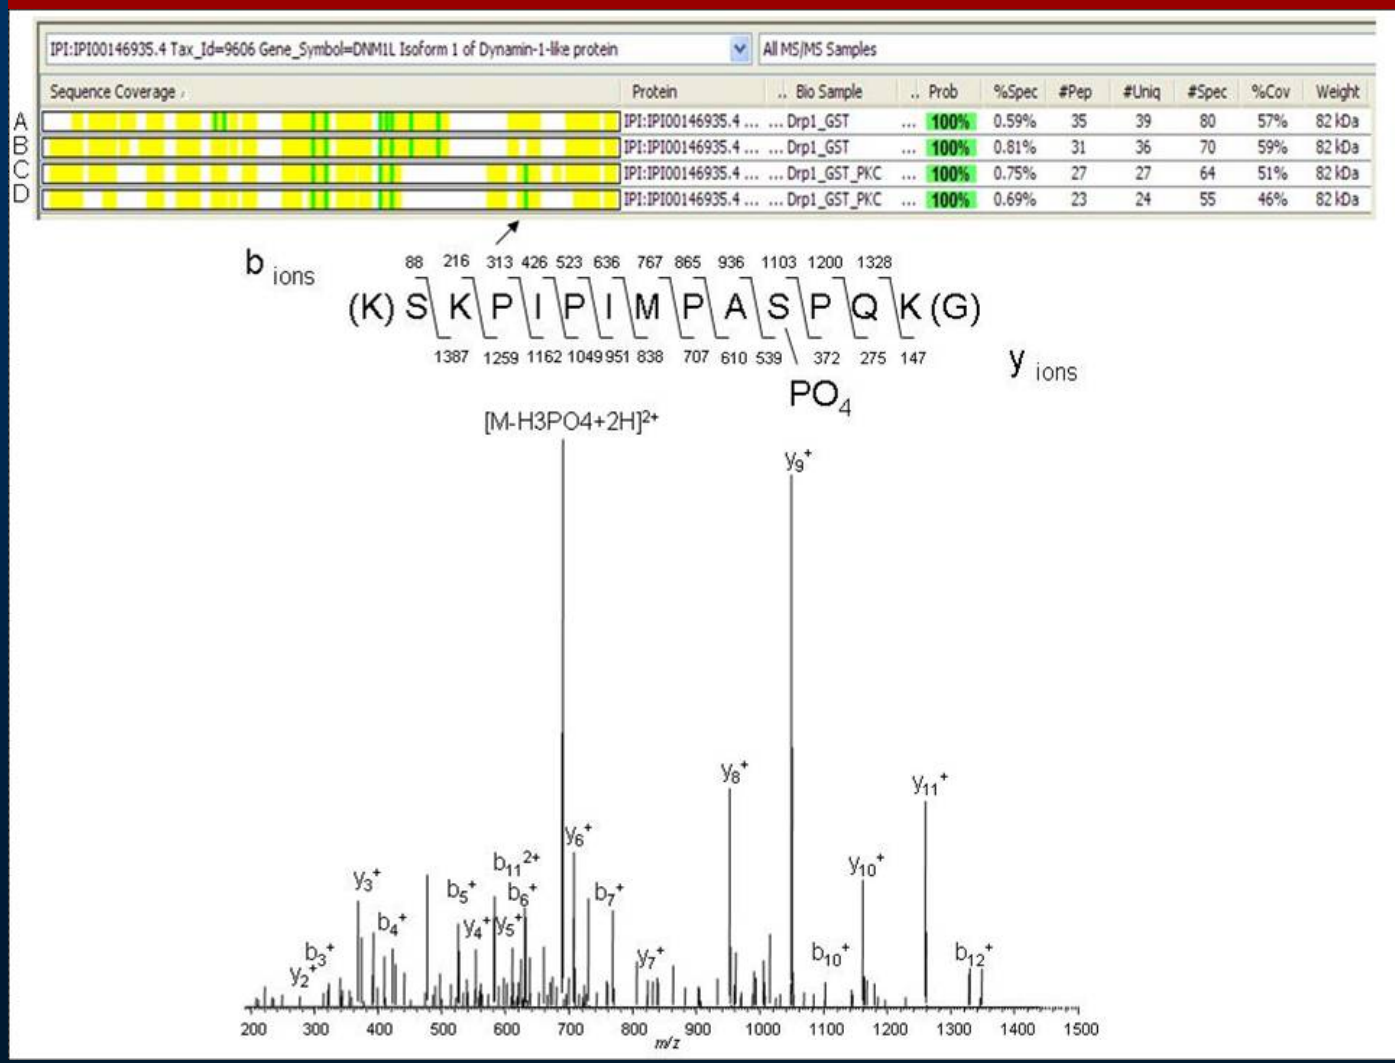 IPI:IPI00146935.4 Tax_Id=9606 Gene_Symbol=DNM1L Isoform 1 of Dynamin-1-like protein All MS/MS Samples
Sequence Coverage Protein .. Bio Sample .. Prob %Spec #Pep #Uniq #Spec %Cov Weight
A IPI:IPI00146935.4 ... ... Drp1_GST ... 100% 0.59% 35 39 80 57% 82 kDa
B IPI:IPI00146935.4 ... ... Drp1_GST ... 100% 0.81% 31 36 70 59% 82 kDa
C IPI:IPI00146935.4 ... ... Drp1_GST_PKC ... 100% 0.75% 27 27 64 51% 82 kDa
D IPI:IPI00146935.4 ... ... Drp1_GST_PKC ... 100% 0.69% 23 24 55 46% 82 kDa
b ions 88 216 313 426 523 636 767 865 936 1103 1200 1328
(K) S K P I P I M P A S P Q K (G)
1387 1259 1162 1049 951 838 707 610 539 372 275 147 y ions
PO4
[M-H3PO4+2H]2+
y9+
y8+
y11+
y6+
b11 2+
y10+
y3+
b5+
b6+
b7+
b4+
y4+
y5+
b3+
y7+
b10+
b12+
y2+
200 300 400 500 600 700 800 900 1000 1100 1200 1300 1400 1500
m/z